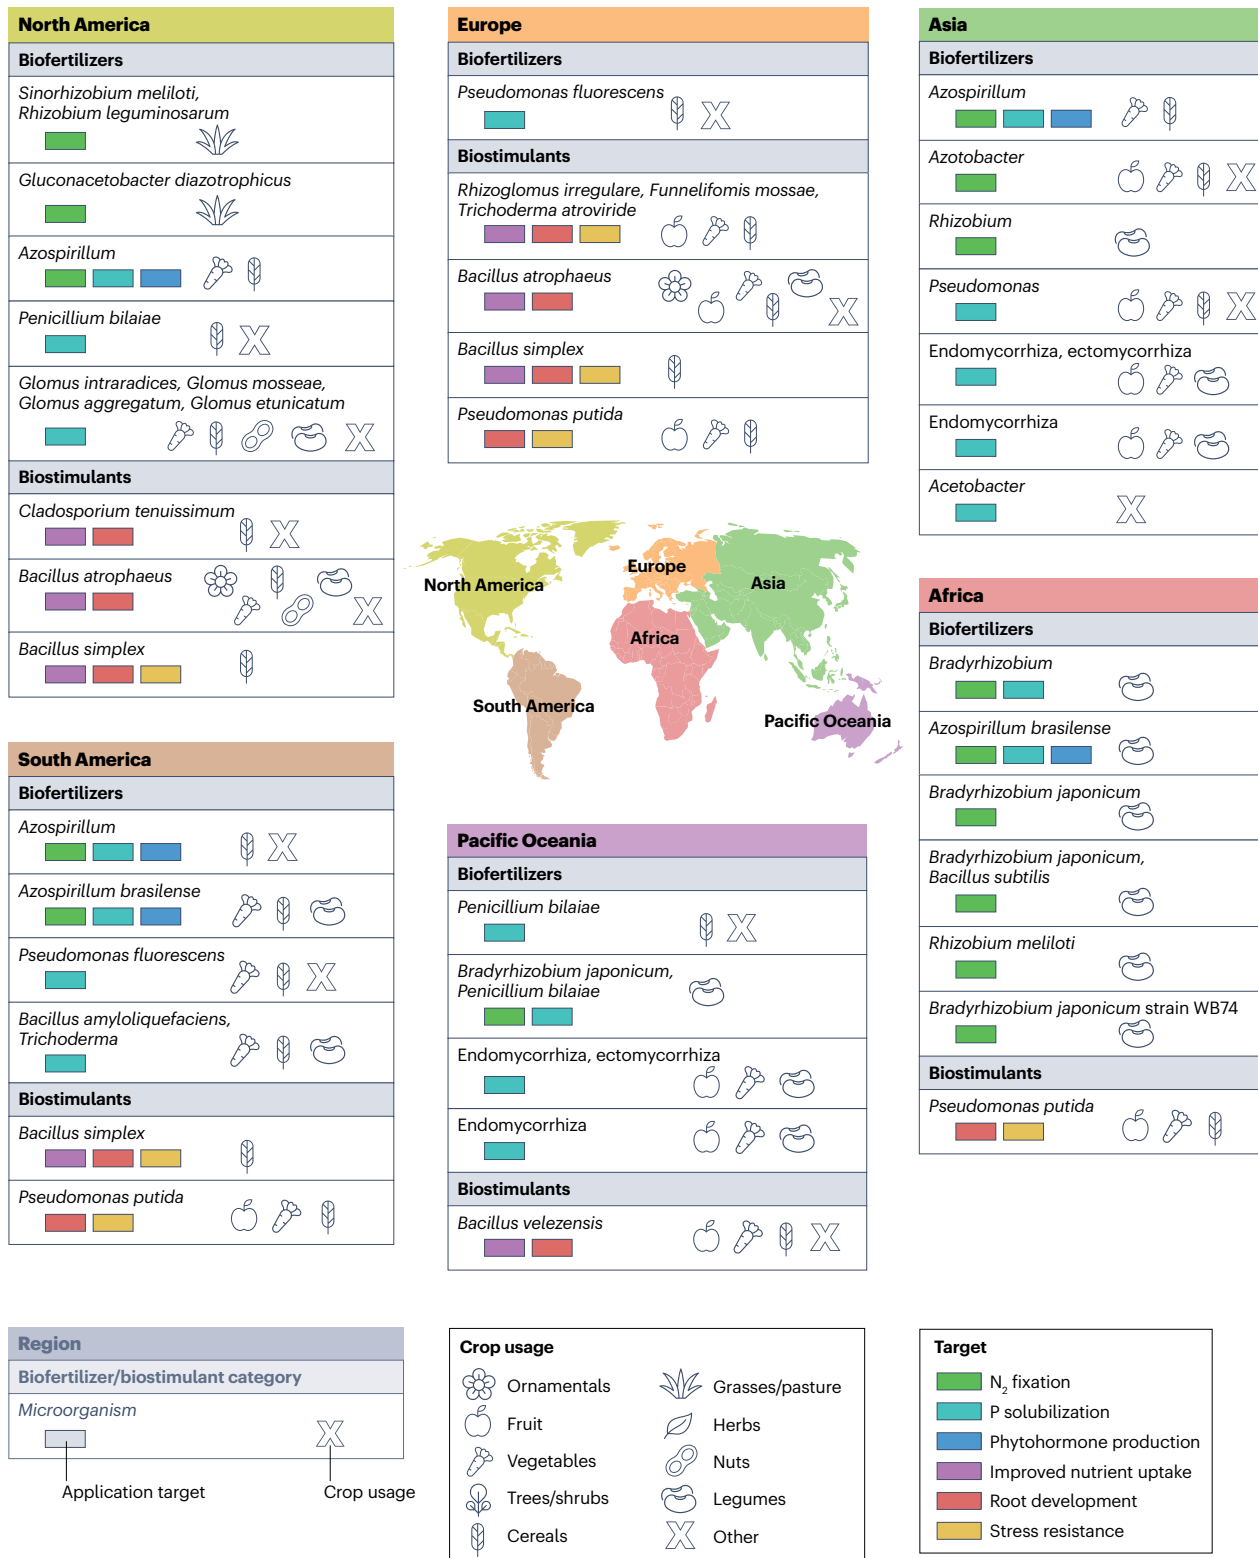 North America
Biofertilizers
Sinorhizobium meliloti,
Rhizobium leguminosarum
Gluconacetobacter diazotrophicus
Azospirillum
Penicillium bilaiae
Glomus intraradices, Glomus mosseae,
Glomus aggregatum, Glomus etunicatum
Biostimulants
Cladosporium tenuissimum
Bacillus atrophaeus
Bacillus simplex
South America
Biofertilizers
Azospirillum
Azospirillum brasilense
Pseudomonas fluorescens
Bacillus amyloliquefaciens,
Trichoderma
Biostimulants
Bacillus simplex
Pseudomonas putida
Europe
Biofertilizers
Pseudomonas fluorescens
Biostimulants
Rhizoglomus irregulare, Funnelifomis mossae,
Trichoderma atroviride
Bacillus atrophaeus
Bacillus simplex
Pseudomonas putida
North America
Europe
Asia
Africa
South America
Pacific Oceania
Pacific Oceania
Biofertilizers
Penicillium bilaiae
Bradyrhizobium japonicum,
Penicillium bilaiae
Endomycorrhiza, ectomycorrhiza
Endomycorrhiza
Biostimulants
Bacillus velezensis
Asia
Biofertilizers
Azospirillum
Azotobacter
Rhizobium
Pseudomonas
Endomycorrhiza, ectomycorrhiza
Endomycorrhiza
Acetobacter
Africa
Biofertilizers
Bradyrhizobium
Azospirillum brasilense
Bradyrhizobium japonicum
Bradyrhizobium japonicum,
Bacillus subtilis
Rhizobium meliloti
Bradyrhizobium japonicum strain WB74
Biostimulants
Pseudomonas putida
Region
Biofertilizer/biostimulant category
Microorganism
Application target
Crop usage
Crop usage
Ornamentals
Fruit
Vegetables
Trees/shrubs
Cereals
Grasses/pasture
Herbs
Nuts
Legumes
Other
Target
N₂ fixation
P solubilization
Phytohormone production
Improved nutrient uptake
Root development
Stress resistance